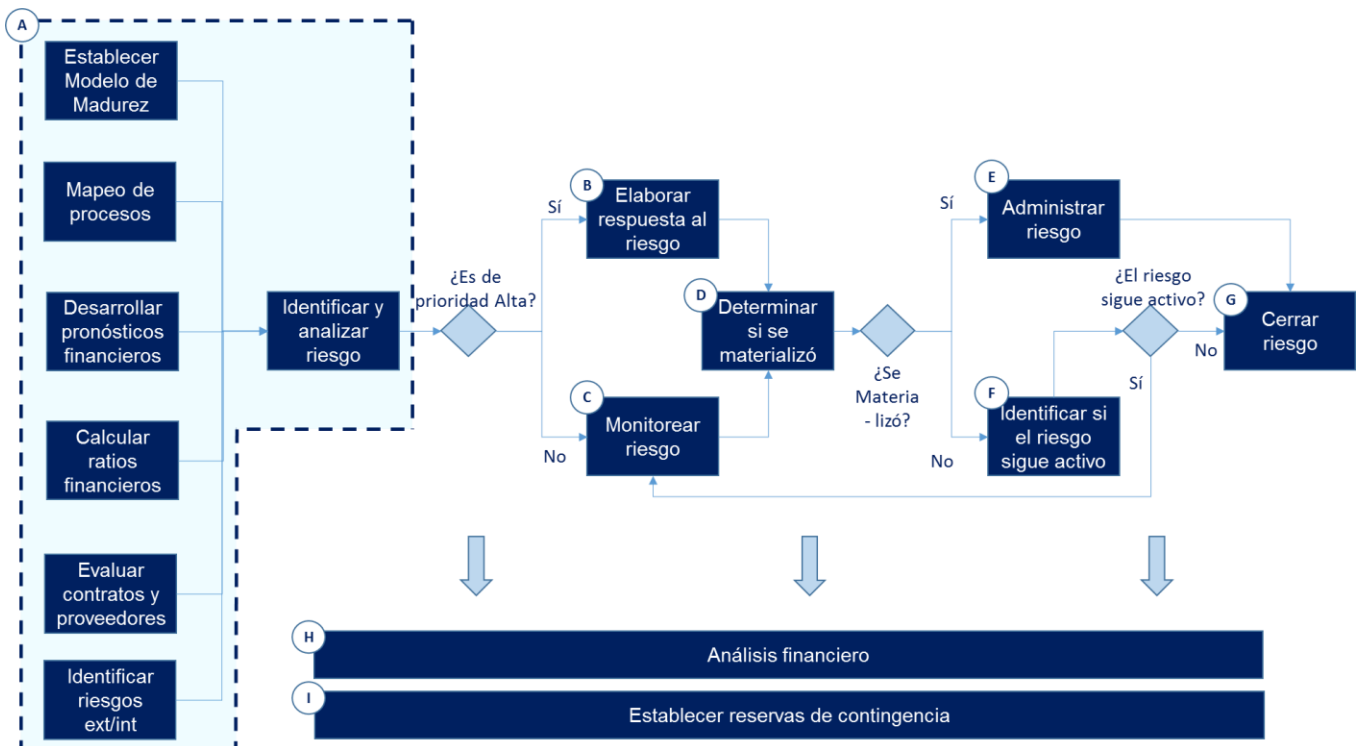 A
Establecer
Modelo de
Madurez
Mapeo de
procesos
Desarrollar
pronósticos
financieros
Calcular
ratios
financieros
Evaluar
contratos y
proveedores
Identificar
riesgos
ext/int
Identificar y
analizar
riesgo
¿Es de
prioridad Alta?
Sí
No
B
Elaborar
respuesta al
riesgo
C
Monitorear
riesgo
D
Determinar
si se
materializó
¿Se
Materia
- lizó?
Sí
No
E
Administrar
riesgo
F
Identificar si
el riesgo
sigue activo
¿El riesgo
sigue activo?
Sí
No
G
Cerrar
riesgo
H
Análisis financiero
I
Establecer reservas de contingencia